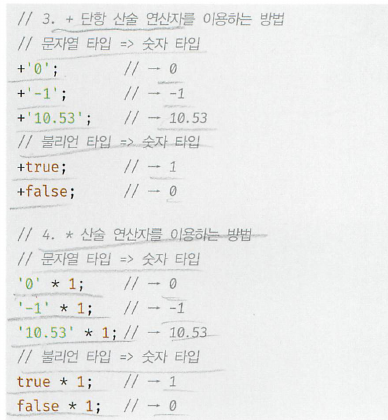 // 3. + 단항 산술 연산자를 이용하는 방법
// 문자열 타입 => 숫자 타입
+'0'; // → 0
+'-1'; // → -1
+'10.53'; // → 10.53
// 불리언 타입 => 숫자 타입
+true; // → 1
+false; // → 0
// 4. * 산술 연산자를 이용하는 방법
// 문자열 타입 => 숫자 타입
'0' * 1; // → 0
'-1' * 1; // → -1
'10.53' * 1; // → 10.53
// 불리언 타입 => 숫자 타입
true * 1; // → 1
false * 1; // → 0